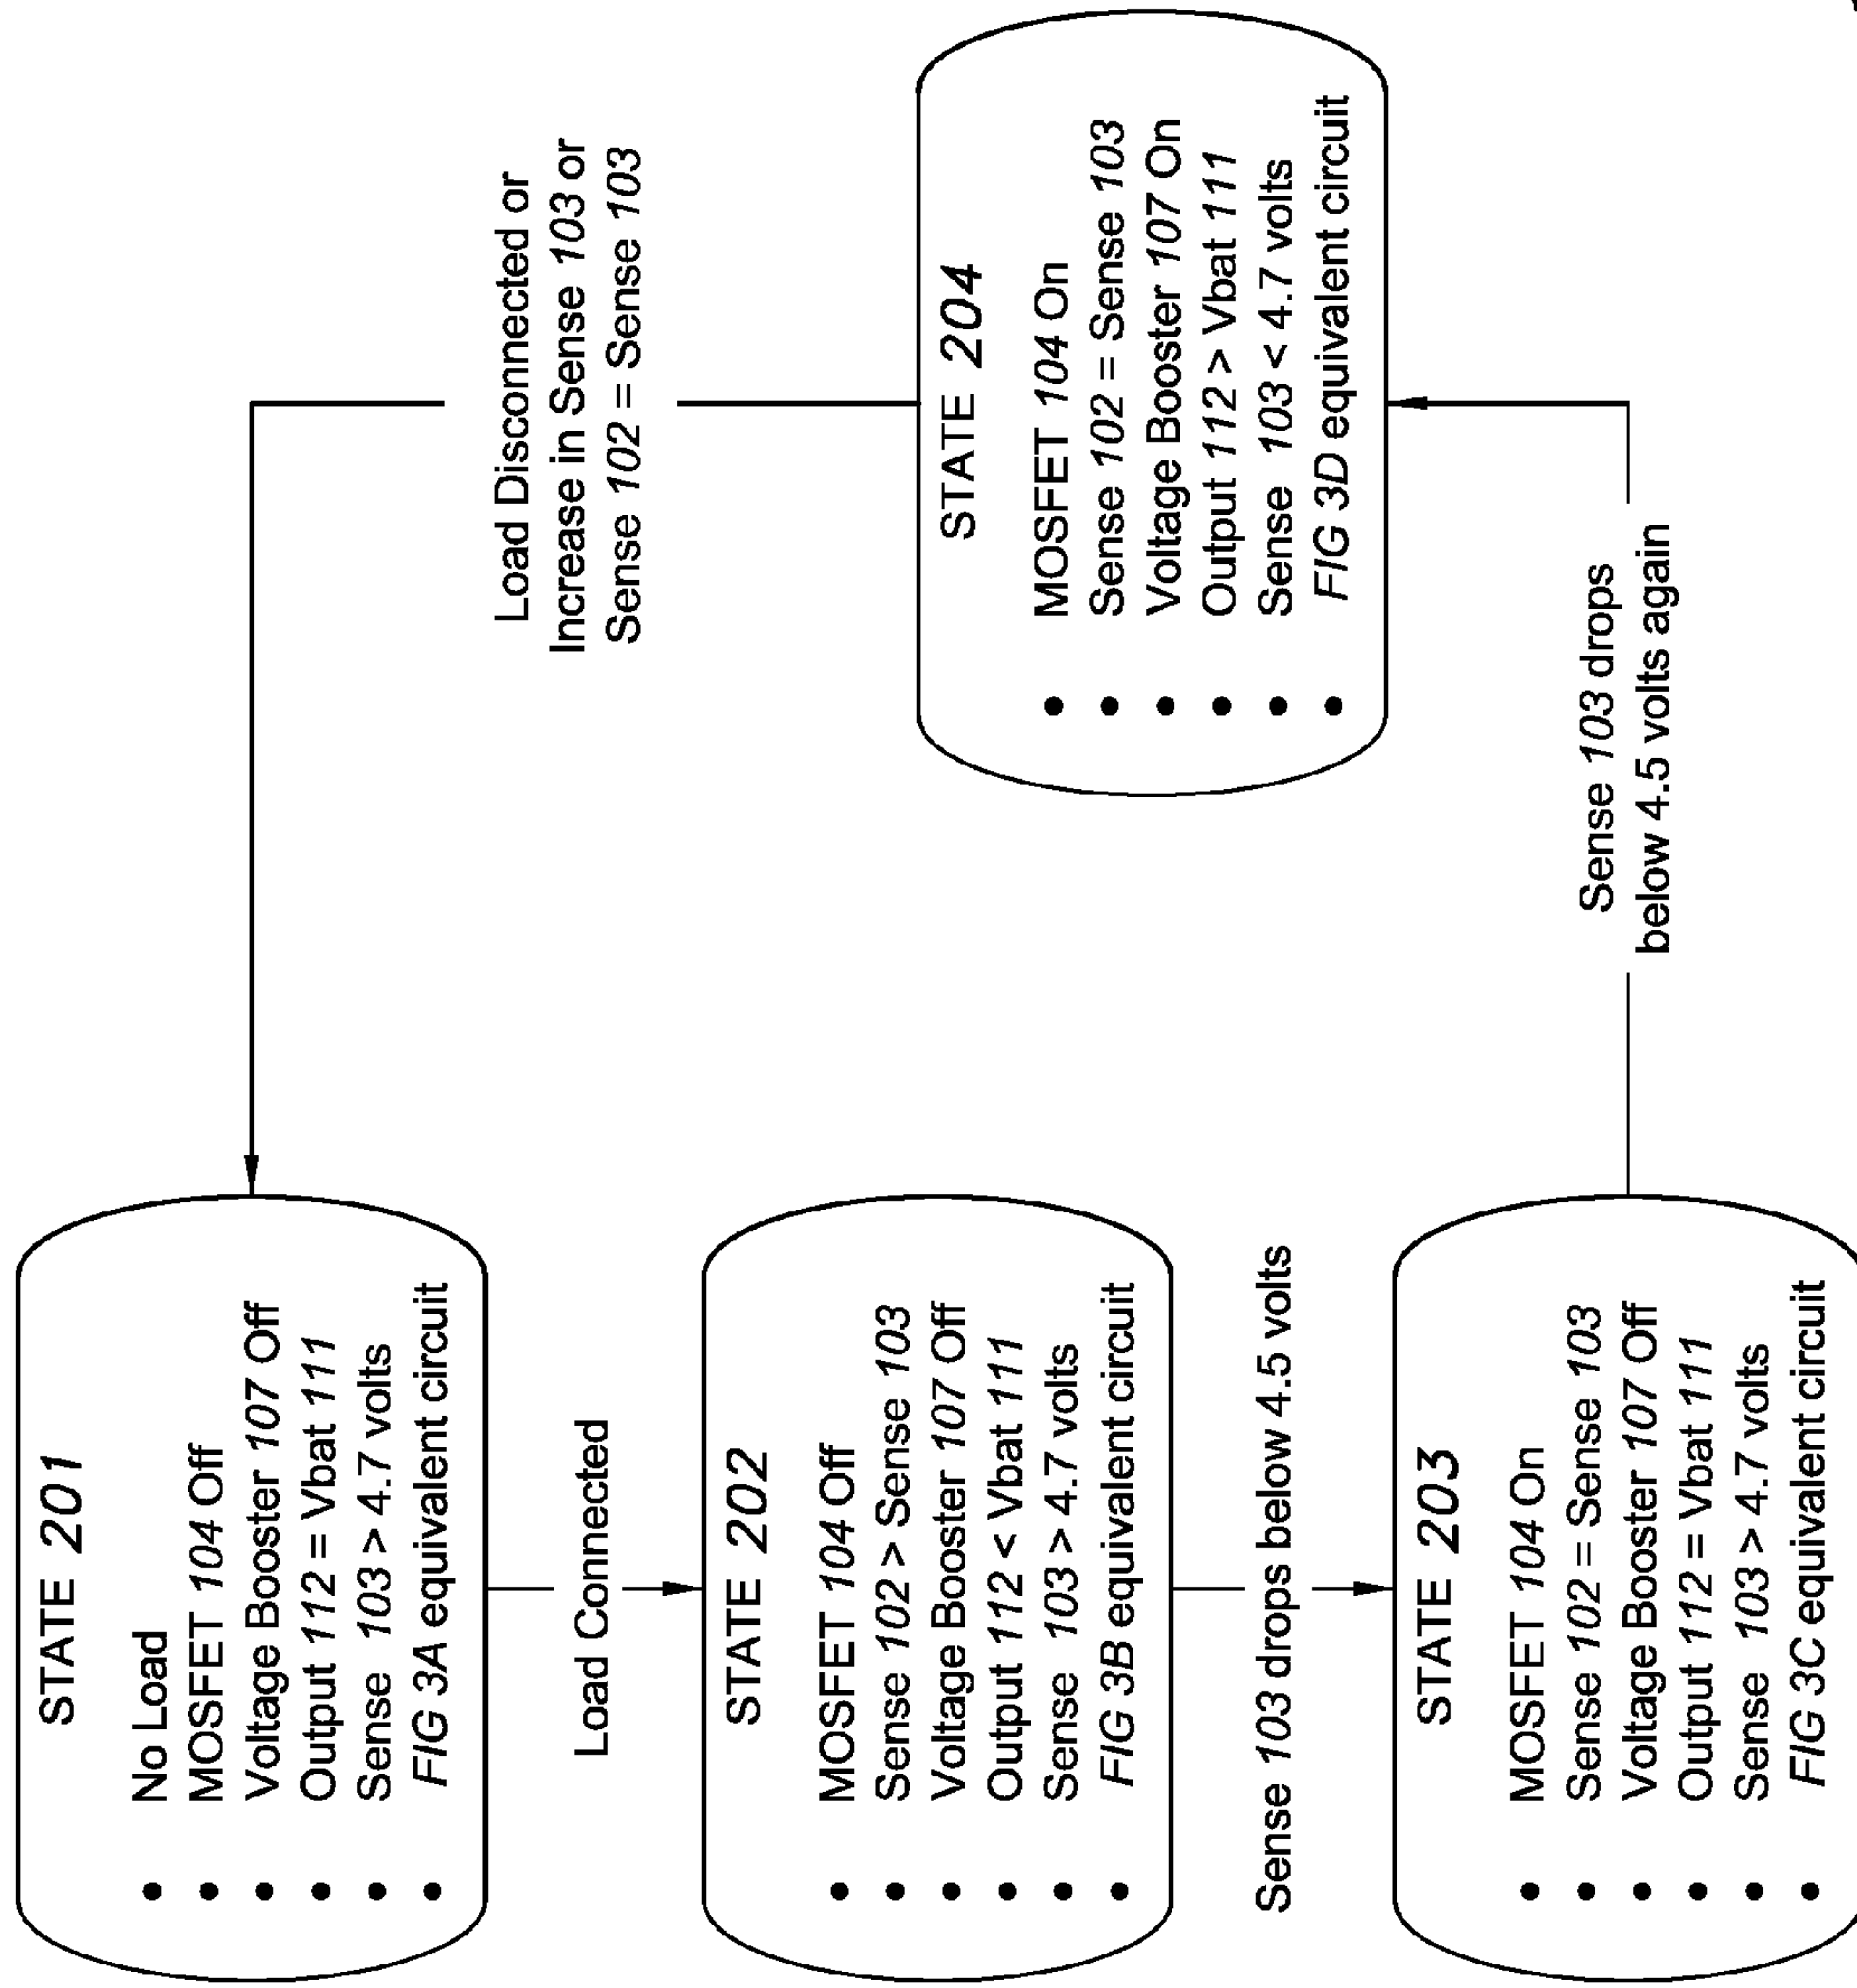 STATE 201
• No Load
• MOSFET 104 Off
• Voltage Booster 107 Off
• Output 112 = Vbat 111
• Sense 103 > 4.7 volts
• FIG 3A equivalent circuit
Load Connected
STATE 202
• MOSFET 104 Off
• Sense 102 > Sense 103
• Voltage Booster 107 Off
• Output 112 < Vbat 111
• Sense 103 > 4.7 volts
• FIG 3B equivalent circuit
Sense 103 drops below 4.5 volts
STATE 203
• MOSFET 104 On
• Sense 102 = Sense 103
• Voltage Booster 107 Off
• Output 112 = Vbat 111
• Sense 103 > 4.7 volts
• FIG 3C equivalent circuit
Sense 103 drops
below 4.5 volts again
STATE 204
• MOSFET 104 On
• Sense 102 = Sense 103
• Voltage Booster 107 On
• Output 112 > Vbat 111
• Sense 103 < 4.7 volts
• FIG 3D equivalent circuit
Load Disconnected or
Increase in Sense 103 or
Sense 102 = Sense 103